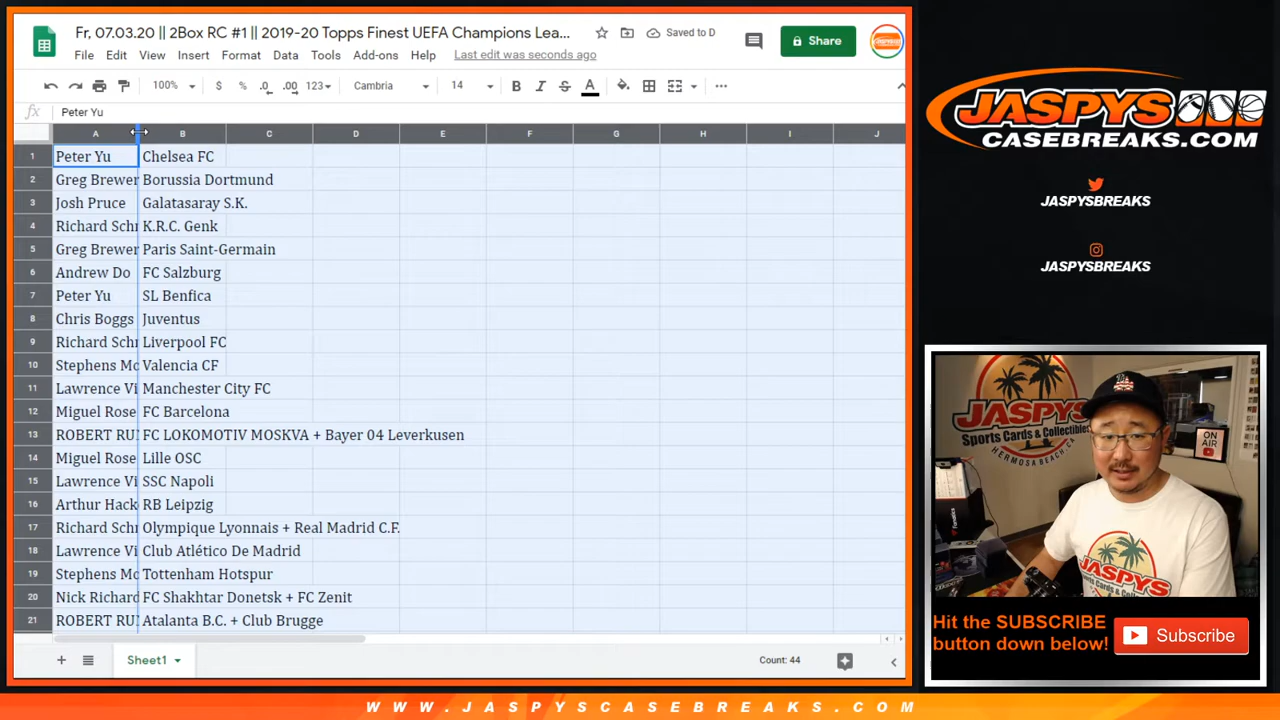 Fr, 07.03.20 || 2Box RC #1 || 2019-20 Topps Finest UEFA Champions Lea...
Saved to D
Share
File Edit View Insert Format Data Tools Add-ons Help Last edit was seconds ago
100% $ % .0 .00 123 Cambria 14 B I S A
fx Peter Yu
A B C D E F G H I J
1 Peter Yu Chelsea FC
2 Greg Brewer Borussia Dortmund
3 Josh Pruce Galatasaray S.K.
4 Richard Schr K.R.C. Genk
5 Greg Brewer Paris Saint-Germain
6 Andrew Do FC Salzburg
7 Peter Yu SL Benfica
8 Chris Boggs Juventus
9 Richard Schr Liverpool FC
10 Stephens Mc Valencia CF
11 Lawrence Vi Manchester City FC
12 Miguel Rose FC Barcelona
13 ROBERT RUI FC LOKOMOTIV MOSKVA + Bayer 04 Leverkusen
14 Miguel Rose Lille OSC
15 Lawrence Vi SSC Napoli
16 Arthur Hack RB Leipzig
17 Richard Schr Olympique Lyonnais + Real Madrid C.F.
18 Lawrence Vi Club Atlético De Madrid
19 Stephens Mc Tottenham Hotspur
20 Nick Richard FC Shakhtar Donetsk + FC Zenit
21 ROBERT RUI Atalanta B.C. + Club Brugge
Sheet1
Count: 44
JASPYS
CASEBREAKS.COM
JASPYSBREAKS
JASPYSBREAKS
JASPYS
Sports Cards & Collectibles
HERMOSA BEACH, CA
ON AIR
Fanatics
JASPYS
Hit the SUBSCRIBE
button down below!
Subscribe
WWW.JASPYSCASEBREAKS.COM